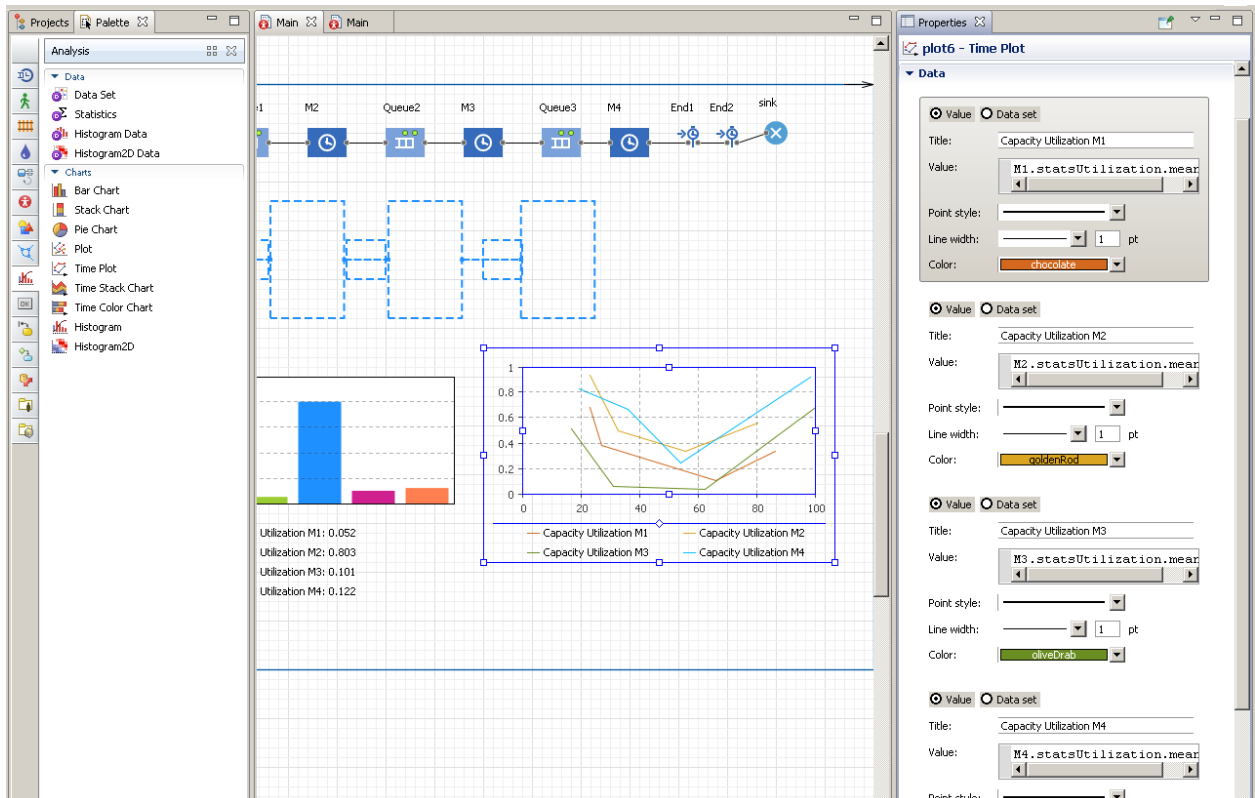 Projects Palette
Analysis
Data
Data Set
Statistics
Histogram Data
Histogram2D Data
Charts
Bar Chart
Stack Chart
Pie Chart
Plot
Time Plot
Time Stack Chart
Time Color Chart
Histogram
Histogram2D
OK
Main Main
M2 Queue2 M3 Queue3 M4 End1 End2 sink
1
0.8
0.6
0.4
0.2
0
0 20 40 60 80 100
Capacity Utilization M1 Capacity Utilization M2
Capacity Utilization M3 Capacity Utilization M4
Utilization M1: 0.052
Utilization M2: 0.803
Utilization M3: 0.101
Utilization M4: 0.122
Properties
plot6 - Time Plot
Data
Value Data set
Title: Capacity Utilization M1
Value: M1.statsUtilization.mean
Point style:
Line width: 1 pt
Color: chocolate
Value Data set
Title: Capacity Utilization M2
Value: M2.statsUtilization.mean
Point style:
Line width: 1 pt
Color: goldenRod
Value Data set
Title: Capacity Utilization M3
Value: M3.statsUtilization.mean
Point style:
Line width: 1 pt
Color: oliveDrab
Value Data set
Title: Capacity Utilization M4
Value: M4.statsUtilization.mean
Point style: